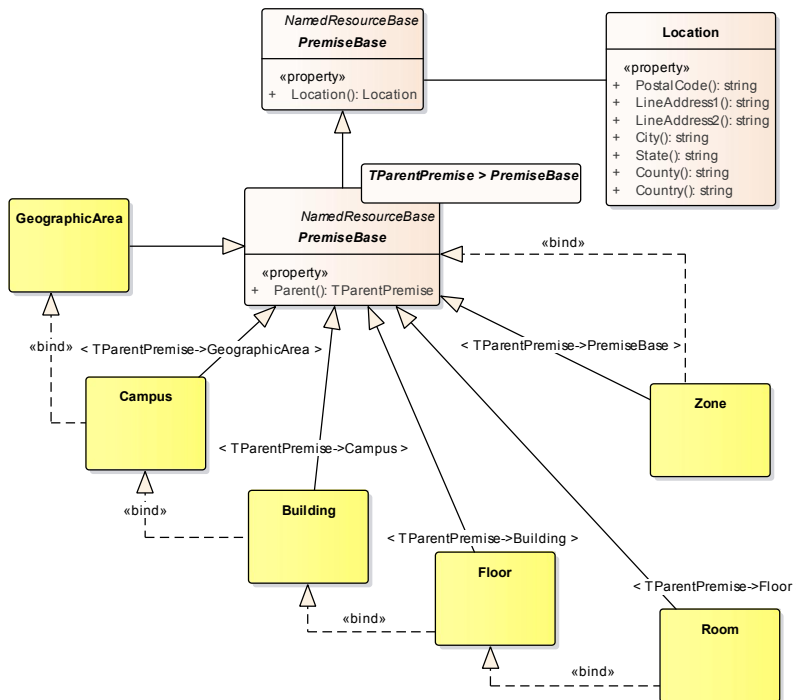 NamedResourceBase
PremiseBase
«property»
+ Location(): Location
Location
«property»
+ PostalCode(): string
+ LineAddress1(): string
+ LineAddress2(): string
+ City(): string
+ State(): string
+ County(): string
+ Country(): string
TParentPremise > PremiseBase
NamedResourceBase
PremiseBase
«property»
+ Parent(): TParentPremise
GeographicArea
«bind»
«bind»
< TParentPremise->GeographicArea >
< TParentPremise->PremiseBase >
Campus
Zone
< TParentPremise->Campus >
«bind»
Building
< TParentPremise->Building >
Floor
< TParentPremise->Floor
«bind»
Room
«bind»